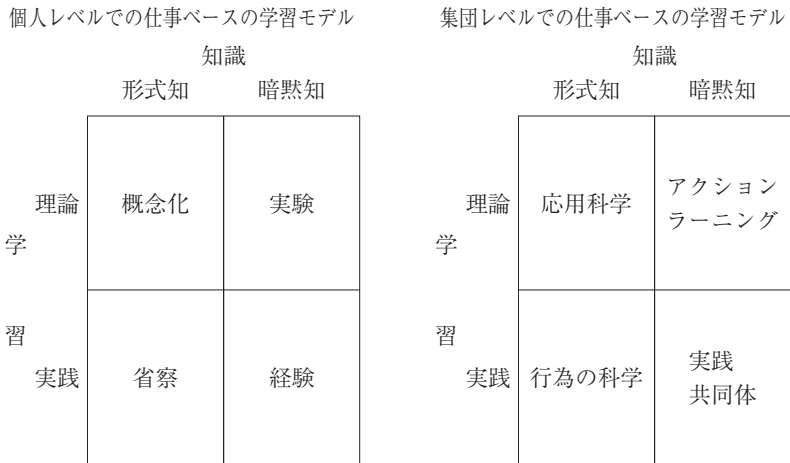 個人レベルでの仕事ベースの学習モデル
知識
形式知 暗黙知
理論 概念化 実験
学
習
実践 省察 経験
集団レベルでの仕事ベースの学習モデル
知識
形式知 暗黙知
理論 応用科学 アクション
ラーニング
学
習
実践 行為の科学 実践
共同体